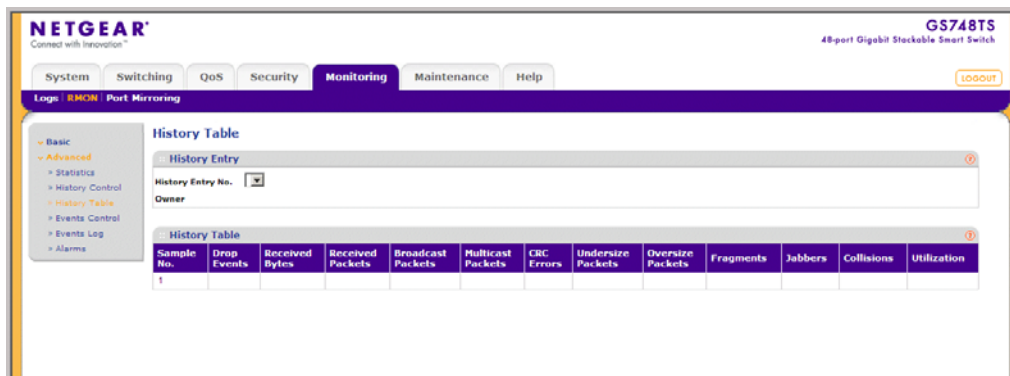 NETGEAR
Connect with Innovation™
GS748TS
48-port Gigabit Stackable Smart Switch
System Switching QoS Security Monitoring Maintenance Help LOGOUT
Logs | RMON | Port Mirroring
Basic
Advanced
» Statistics
» History Control
» History Table
» Events Control
» Events Log
» Alarms
History Table
:: History Entry ?
History Entry No.
Owner
:: History Table ?
Sample No. Drop Events Received Bytes Received Packets Broadcast Packets Multicast Packets CRC Errors Undersize Packets Oversize Packets Fragments Jabbers Collisions Utilization
1